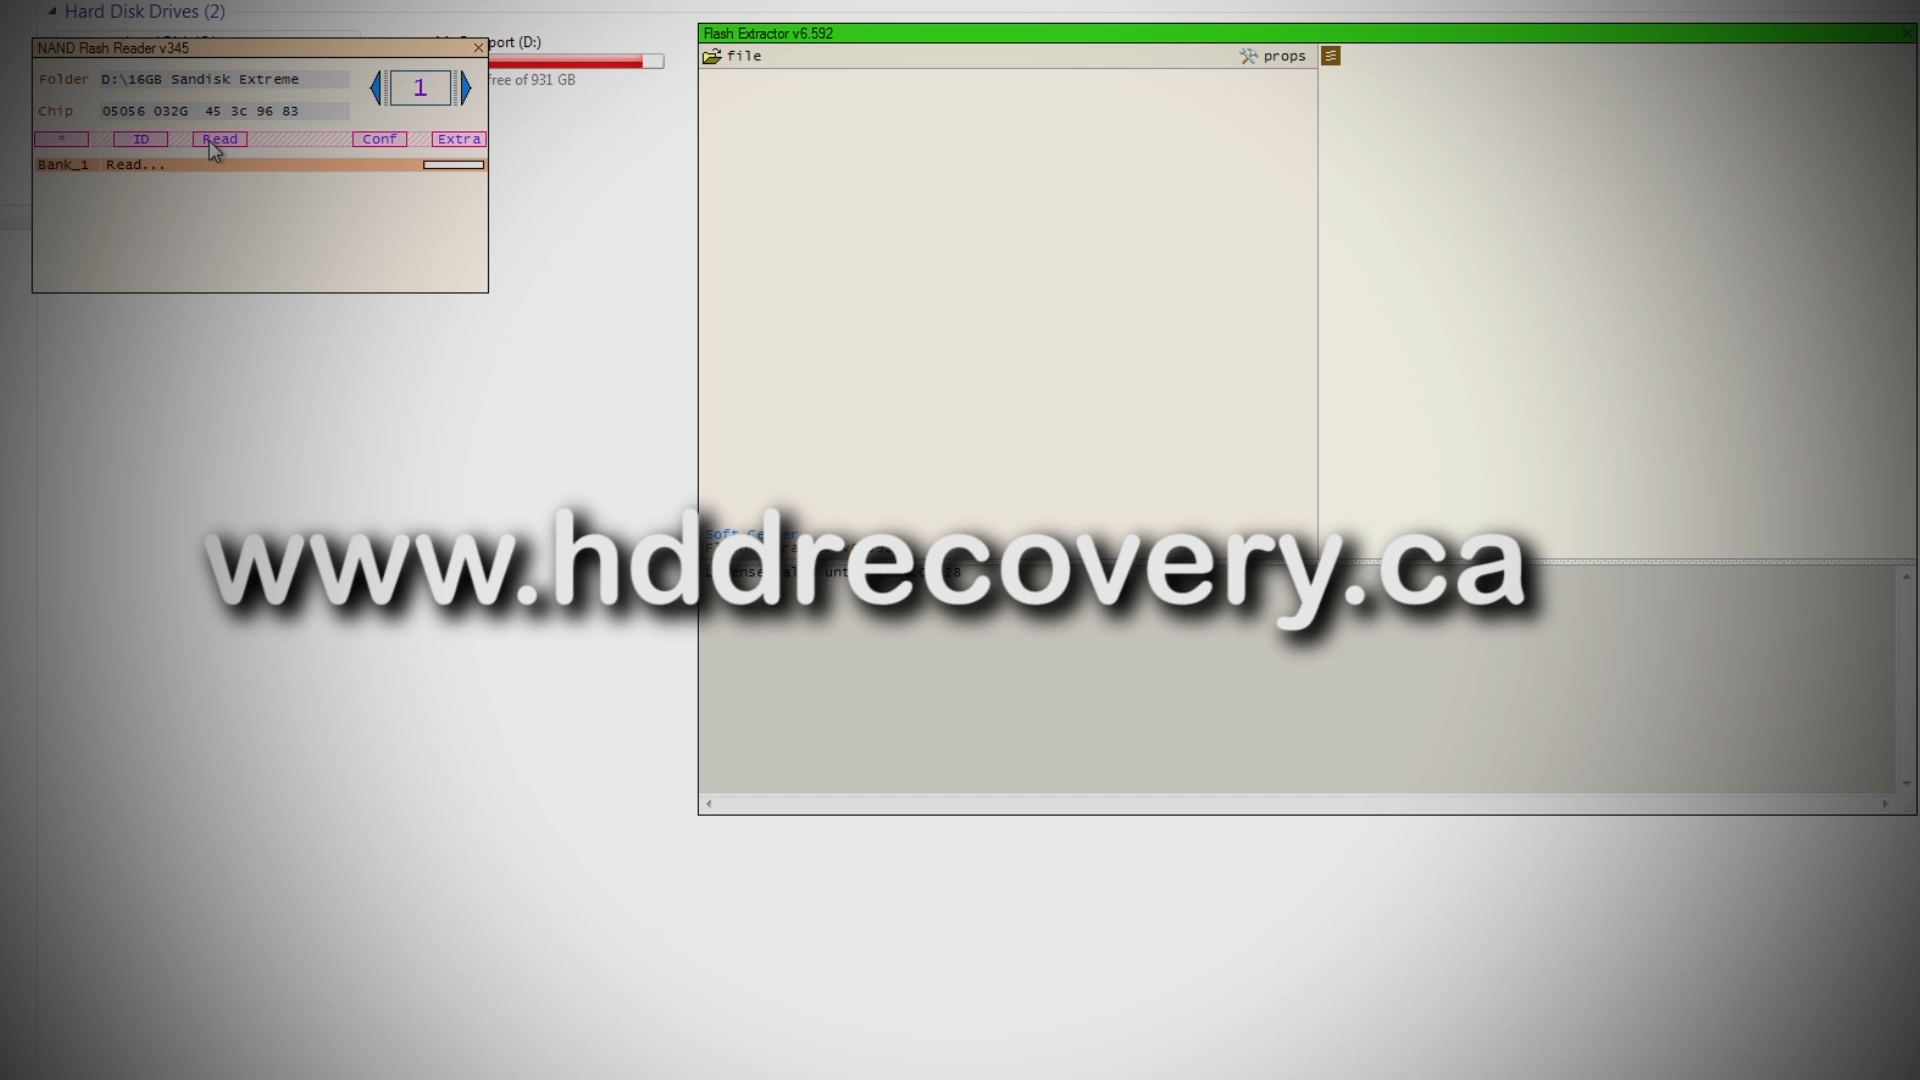 Hard Disk Drives (2)
NAND Flash Reader v345
port (D:)
free of 931 GB
Folder D:\16GB Sandisk Extreme
1
Chip 05056 032G 45 3c 96 83
* ID Read Conf Extra
Bank_1 Read...
Flash Extractor v6.592
file props
www.hddrecovery.ca